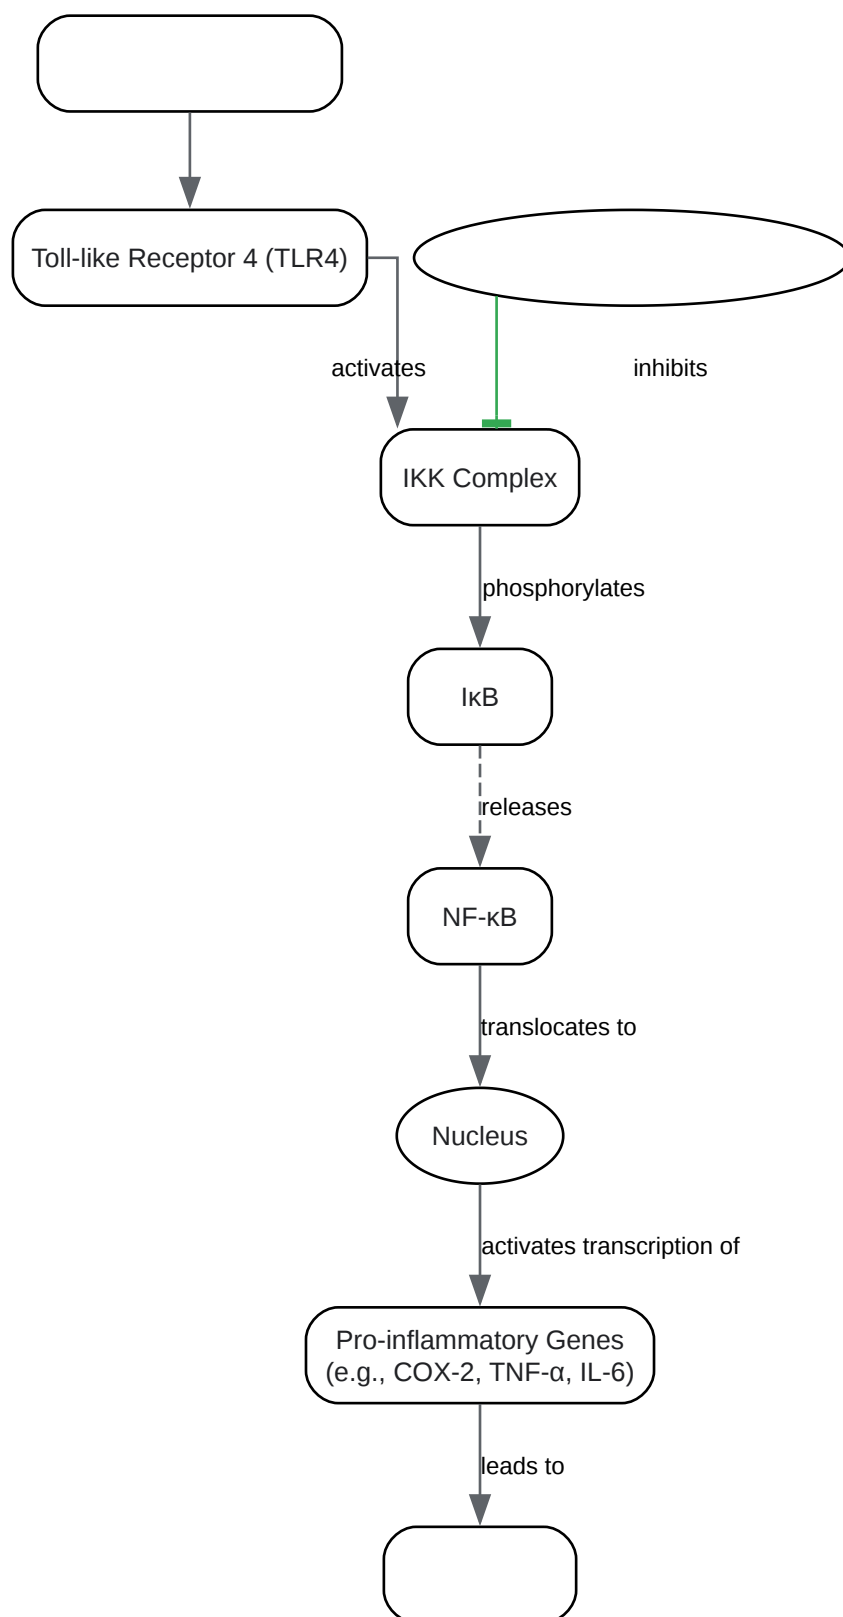 Toll-like Receptor 4 (TLR4)
activates
inhibits
IKK Complex
phosphorylates
IκB
releases
NF-κB
translocates to
Nucleus
activates transcription of
Pro-inflammatory Genes
(e.g., COX-2, TNF-α, IL-6)
leads to